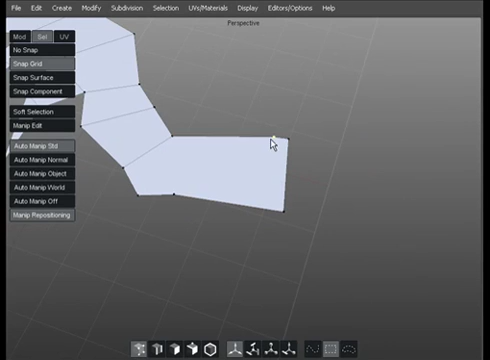 File Edit Create Modify Subdivision Selection UVs/Materials Display Editors/Options Help
Perspective
Mod Sel UV
No Snap
Snap Grid
Snap Surface
Snap Component
Soft Selection
Manip Edit
Auto Manip Std
Auto Manip Normal
Auto Manip Object
Auto Manip World
Auto Manip Off
Manip Repositioning